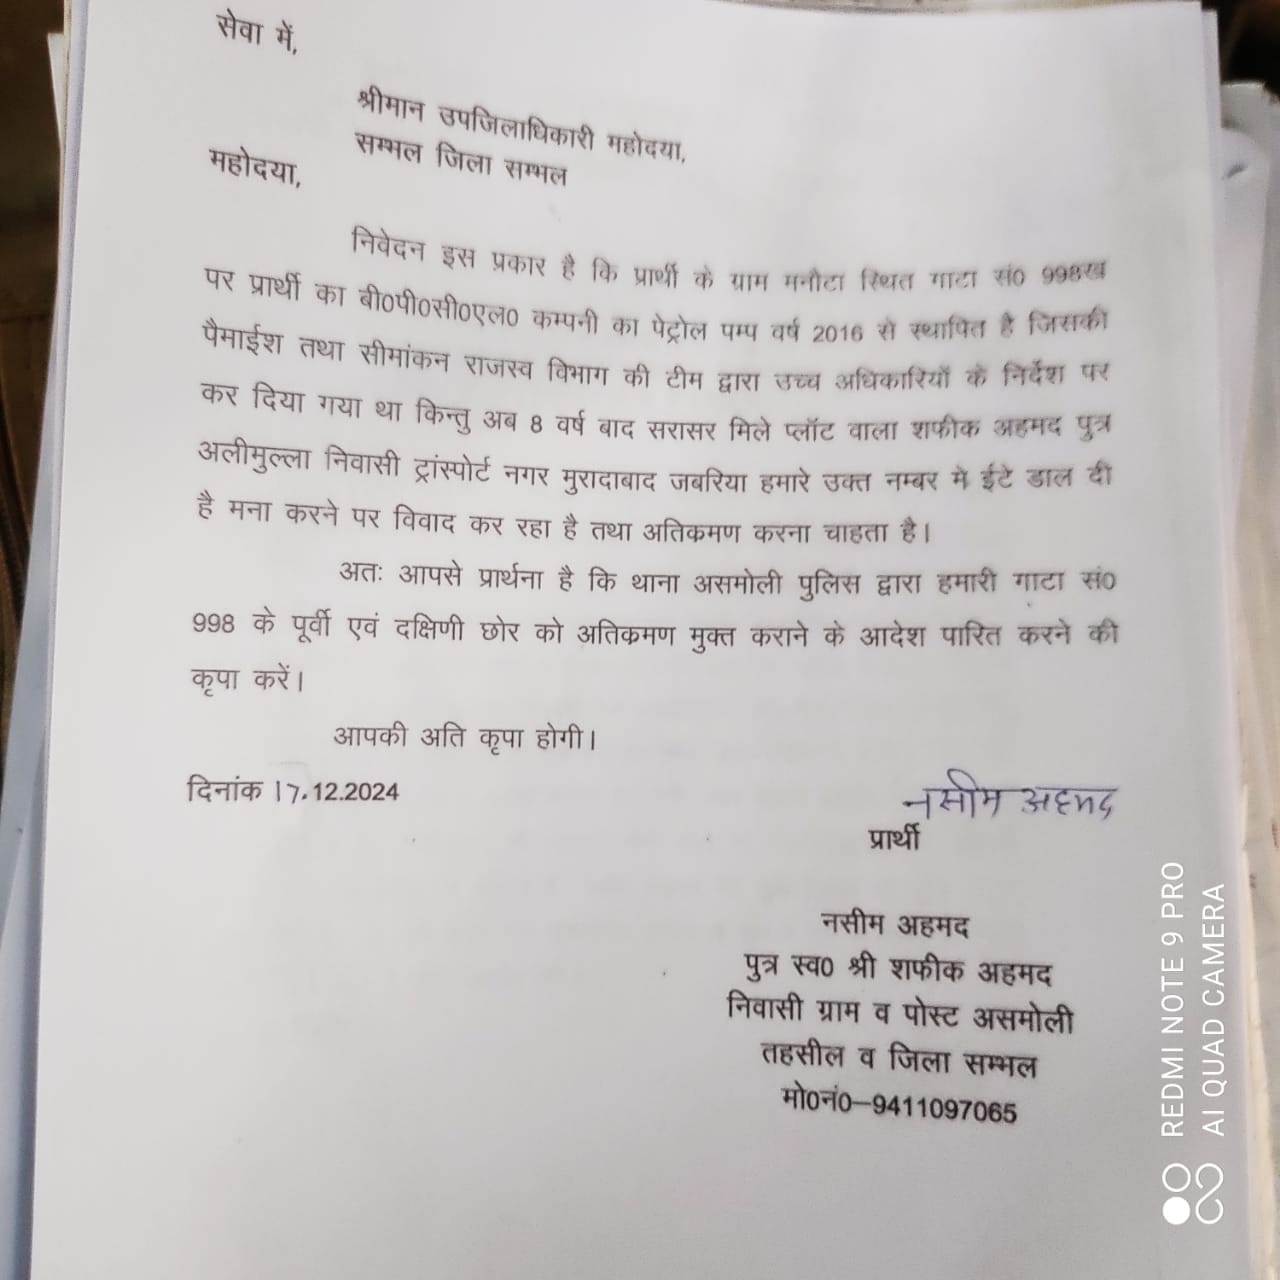 सेवा में,
श्रीमान उपजिलाधिकारी महोदया,
सम्भल जिला सम्भल
महोदया,
निवेदन इस प्रकार है कि प्रार्थी के ग्राम मनौटा स्थित गाटा सं0 998ख
पर प्रार्थी का बी0पी0सी0एल0 कम्पनी का पेट्रोल पम्प वर्ष 2016 से स्थापित है जिसकी
पैमाईश तथा सीमांकन राजस्व विभाग की टीम द्वारा उच्च अधिकारियों के निर्देश पर
कर दिया गया था किन्तु अब 8 वर्ष बाद सरासर मिले प्लॉट वाला शफीक अहमद पुत्र
अलीमुल्ला निवासी ट्रांस्पोर्ट नगर मुरादाबाद जबरिया हमारे उक्त नम्बर मे ईटे डाल दी
है मना करने पर विवाद कर रहा है तथा अतिकमण करना चाहता है।
अतः आपसे प्रार्थना है कि थाना असमोली पुलिस द्वारा हमारी गाटा सं0
998 के पूर्वी एवं दक्षिणी छोर को अतिक्रमण मुक्त कराने के आदेश पारित करने की
कृपा करें।
आपकी अति कृपा होगी।
दिनांक 17.12.2024
नसीम अहमद
प्रार्थी
नसीम अहमद
पुत्र स्व0 श्री शफीक अहमद
निवासी ग्राम व पोस्ट असमोली
तहसील व जिला सम्भल
मो0नं0–9411097065
REDMI NOTE 9 PRO
AI QUAD CAMERA